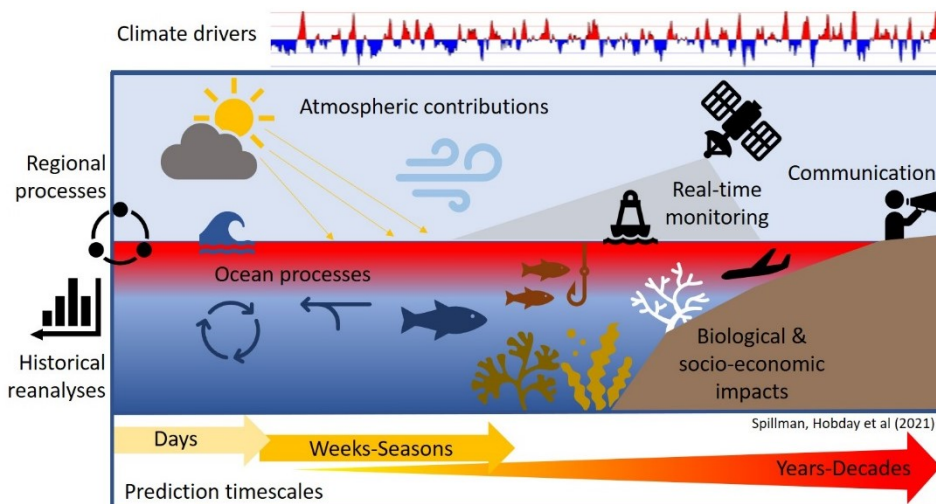 Climate drivers
Atmospheric contributions
Regional
processes
Real-time
monitoring
Communication
Ocean processes
Historical
reanalyses
Biological &
socio-economic
impacts
Spillman, Hobday et al (2021)
Days
Weeks-Seasons
Years-Decades
Prediction timescales